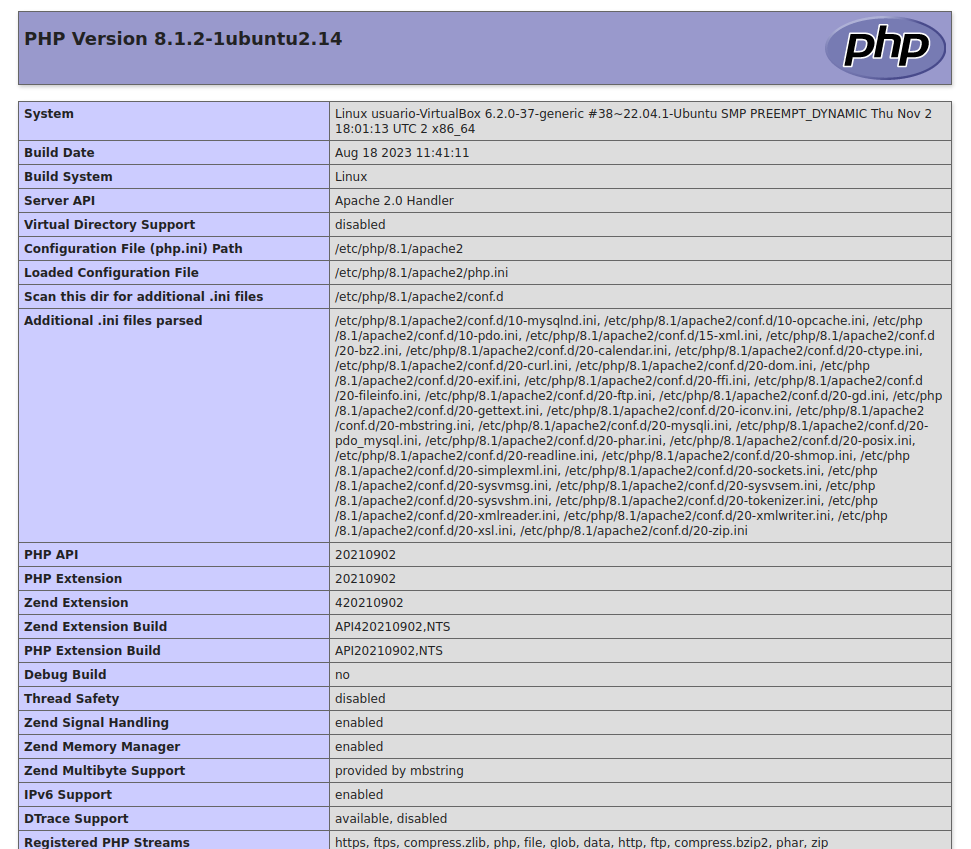 PHP Version 8.1.2-1ubuntu2.14
php
System
Linux usuario-VirtualBox 6.2.0-37-generic #38~22.04.1-Ubuntu SMP PREEMPT_DYNAMIC Thu Nov 2
18:01:13 UTC 2 x86_64
Build Date
Aug 18 2023 11:41:11
Build System
Linux
Server API
Apache 2.0 Handler
Virtual Directory Support
disabled
Configuration File (php.ini) Path
/etc/php/8.1/apache2
Loaded Configuration File
/etc/php/8.1/apache2/php.ini
Scan this dir for additional .ini files
/etc/php/8.1/apache2/conf.d
Additional .ini files parsed
/etc/php/8.1/apache2/conf.d/10-mysqlnd.ini, /etc/php/8.1/apache2/conf.d/10-opcache.ini, /etc/php
/8.1/apache2/conf.d/10-pdo.ini, /etc/php/8.1/apache2/conf.d/15-xml.ini, /etc/php/8.1/apache2/conf.d
/20-bz2.ini, /etc/php/8.1/apache2/conf.d/20-calendar.ini, /etc/php/8.1/apache2/conf.d/20-ctype.ini,
/etc/php/8.1/apache2/conf.d/20-curl.ini, /etc/php/8.1/apache2/conf.d/20-dom.ini, /etc/php
/8.1/apache2/conf.d/20-exif.ini, /etc/php/8.1/apache2/conf.d/20-ffi.ini, /etc/php/8.1/apache2/conf.d
/20-fileinfo.ini, /etc/php/8.1/apache2/conf.d/20-ftp.ini, /etc/php/8.1/apache2/conf.d/20-gd.ini, /etc/php
/8.1/apache2/conf.d/20-gettext.ini, /etc/php/8.1/apache2/conf.d/20-iconv.ini, /etc/php/8.1/apache2
/conf.d/20-mbstring.ini, /etc/php/8.1/apache2/conf.d/20-mysqli.ini, /etc/php/8.1/apache2/conf.d/20-
pdo_mysql.ini, /etc/php/8.1/apache2/conf.d/20-phar.ini, /etc/php/8.1/apache2/conf.d/20-posix.ini,
/etc/php/8.1/apache2/conf.d/20-readline.ini, /etc/php/8.1/apache2/conf.d/20-shmop.ini, /etc/php
/8.1/apache2/conf.d/20-simplexml.ini, /etc/php/8.1/apache2/conf.d/20-sockets.ini, /etc/php
/8.1/apache2/conf.d/20-sysvmsg.ini, /etc/php/8.1/apache2/conf.d/20-sysvsem.ini, /etc/php
/8.1/apache2/conf.d/20-sysvshm.ini, /etc/php/8.1/apache2/conf.d/20-tokenizer.ini, /etc/php
/8.1/apache2/conf.d/20-xmlreader.ini, /etc/php/8.1/apache2/conf.d/20-xmlwriter.ini, /etc/php
/8.1/apache2/conf.d/20-xsl.ini, /etc/php/8.1/apache2/conf.d/20-zip.ini
PHP API
20210902
PHP Extension
20210902
Zend Extension
420210902
Zend Extension Build
API420210902,NTS
PHP Extension Build
API20210902,NTS
Debug Build
no
Thread Safety
disabled
Zend Signal Handling
enabled
Zend Memory Manager
enabled
Zend Multibyte Support
provided by mbstring
IPv6 Support
enabled
DTrace Support
available, disabled
Registered PHP Streams
https, ftps, compress.zlib, php, file, glob, data, http, ftp, compress.bzip2, phar, zip